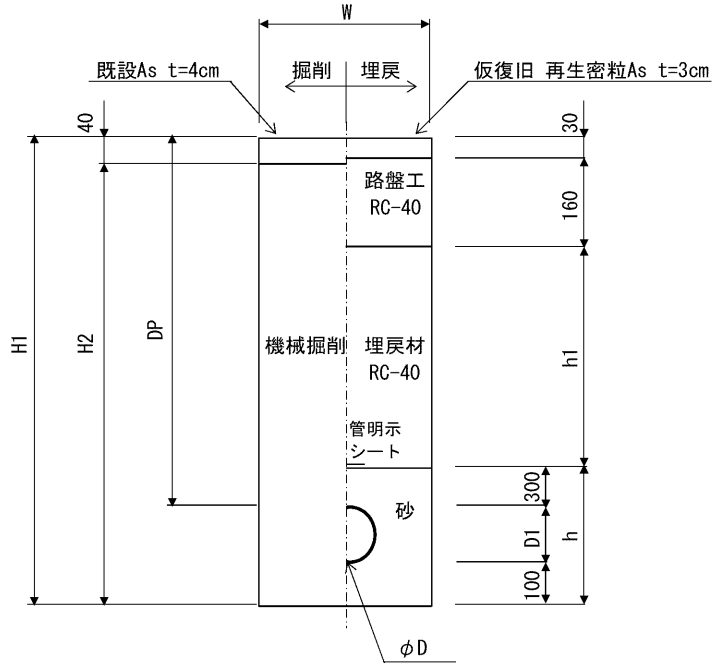 W
既設As t=4cm
掘削 埋戻
仮復旧 再生密粒As t=3cm
40
30
路盤工
RC-40
160
H1
H2
DP
機械掘削
埋戻材
RC-40
h1
管明示
シート
300
砂
D1
h
100
φD